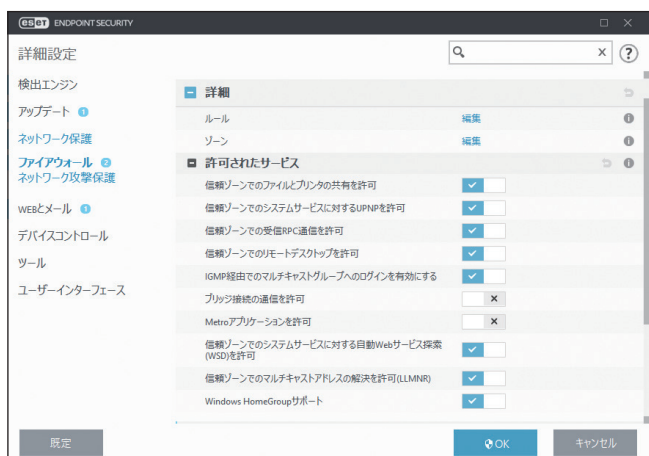 eset ENDPOINT SECURITY
詳細設定
検出エンジン
アップデート 1
ネットワーク保護
ファイアウォール 2
ネットワーク攻撃保護
WEBとメール 1
デバイスコントロール
ツール
ユーザーインターフェース
詳細
ルール 編集
ゾーン 編集
許可されたサービス
信頼ゾーンでのファイルとプリンタの共有を許可
信頼ゾーンでのシステムサービスに対するUPNPを許可
信頼ゾーンでの受信RPC通信を許可
信頼ゾーンでのリモートデスクトップを許可
IGMP経由でのマルチキャストグループへのログインを有効にする
ブリッジ接続の通信を許可
Metroアプリケーションを許可
信頼ゾーンでのシステムサービスに対する自動Webサービス探索
(WSD)を許可
信頼ゾーンでのマルチキャストアドレスの解決を許可(LLMNR)
Windows HomeGroupサポート
既定
OK
キャンセル